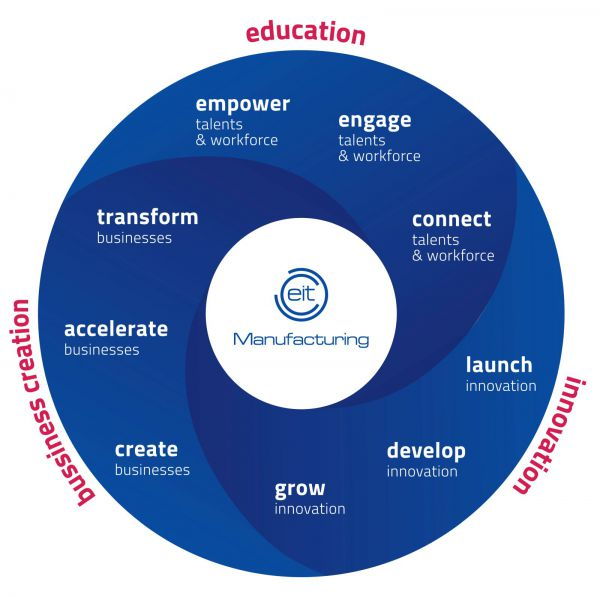 education
empower
talents
& workforce
engage
talents
& workforce
connect
talents
& workforce
launch
innovation
develop
innovation
grow
innovation
innovation
create
businesses
accelerate
businesses
transform
businesses
bussiness creation
eit
Manufacturing